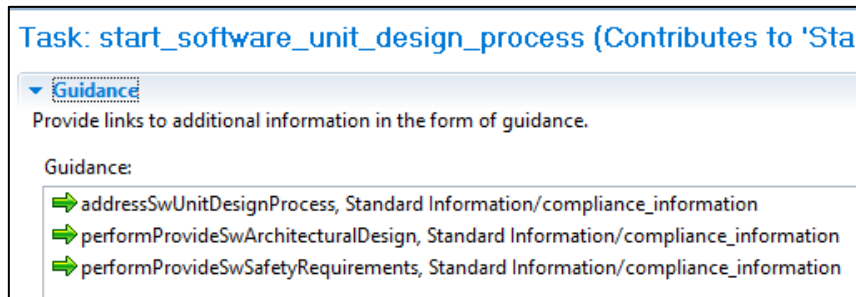 Task: start_software_unit_design_process (Contributes to 'Sta
Guidance
Provide links to additional information in the form of guidance.
Guidance:
addressSwUnitDesignProcess, Standard Information/compliance_information
performProvideSwArchitecturalDesign, Standard Information/compliance_information
performProvideSwSafetyRequirements, Standard Information/compliance_information